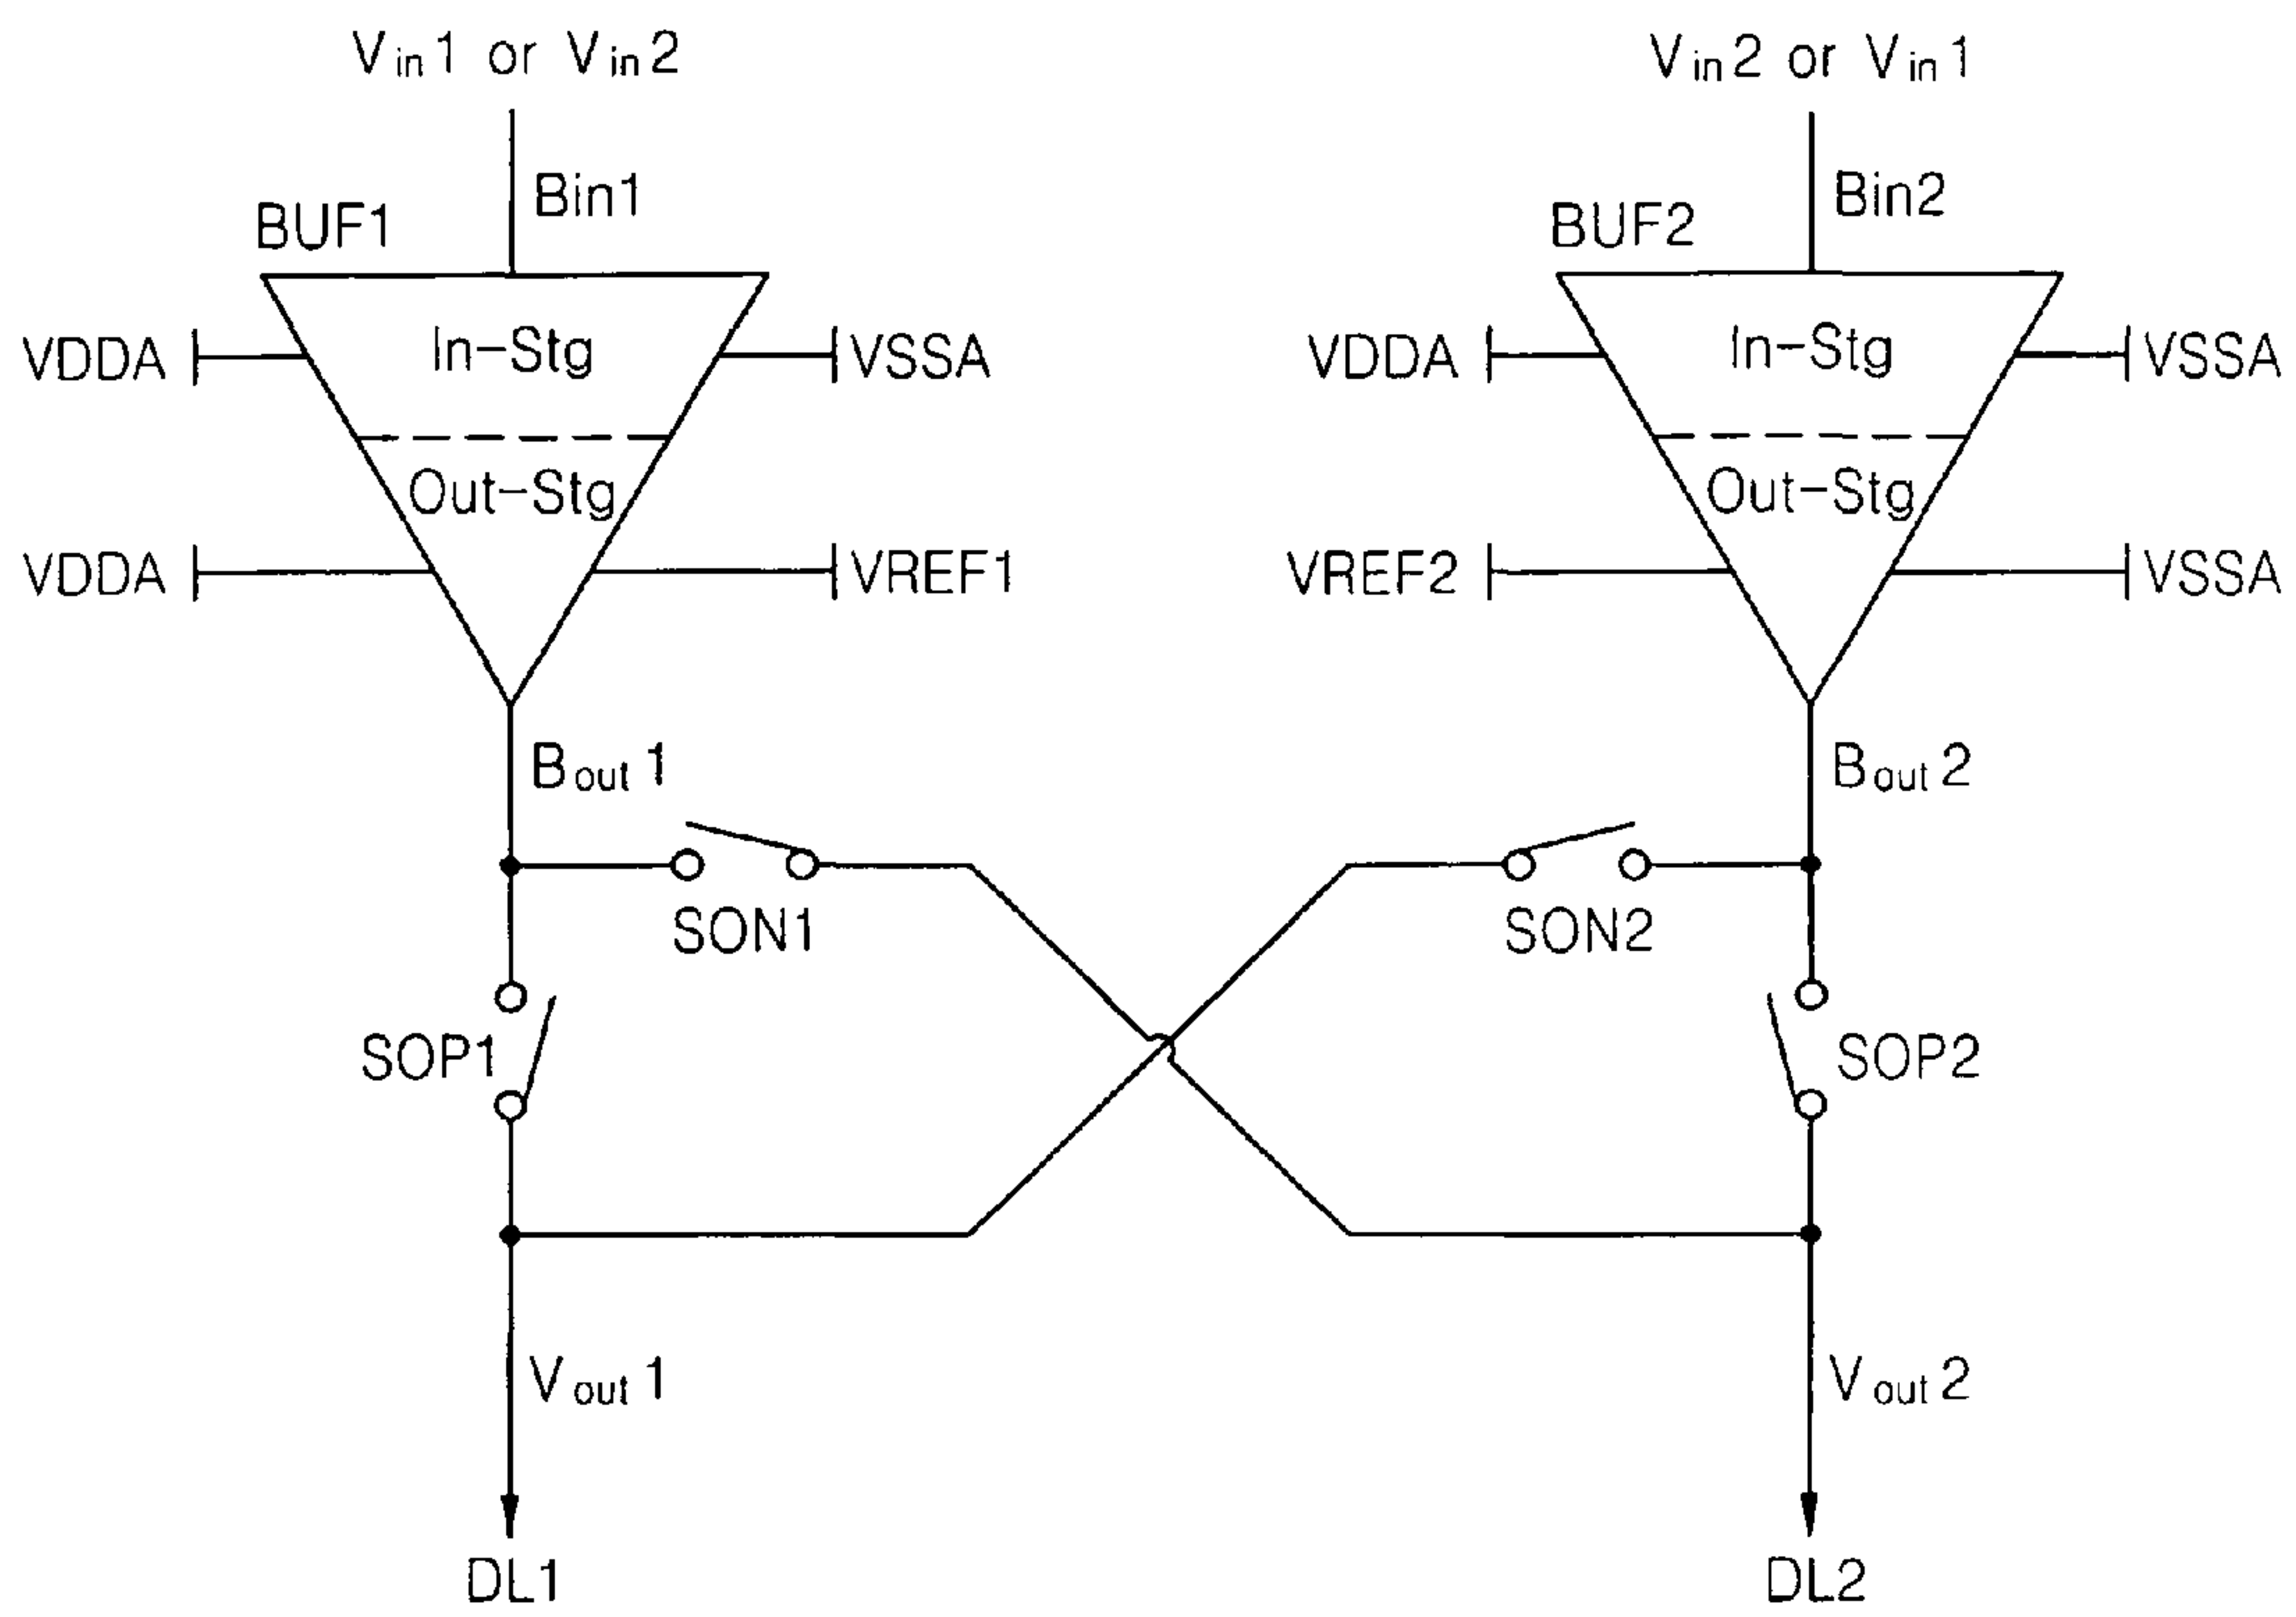 Vin1 or Vin2
Vin2 or Vin1
Bin1
Bin2
BUF1
BUF2
VDDA
In-Stg
VSSA
VDDA
In-Stg
VSSA
Out-Stg
Out-Stg
VDDA
VREF1
VREF2
VSSA
Bout1
Bout2
SON1
SON2
SOP1
SOP2
Vout1
Vout2
DL1
DL2